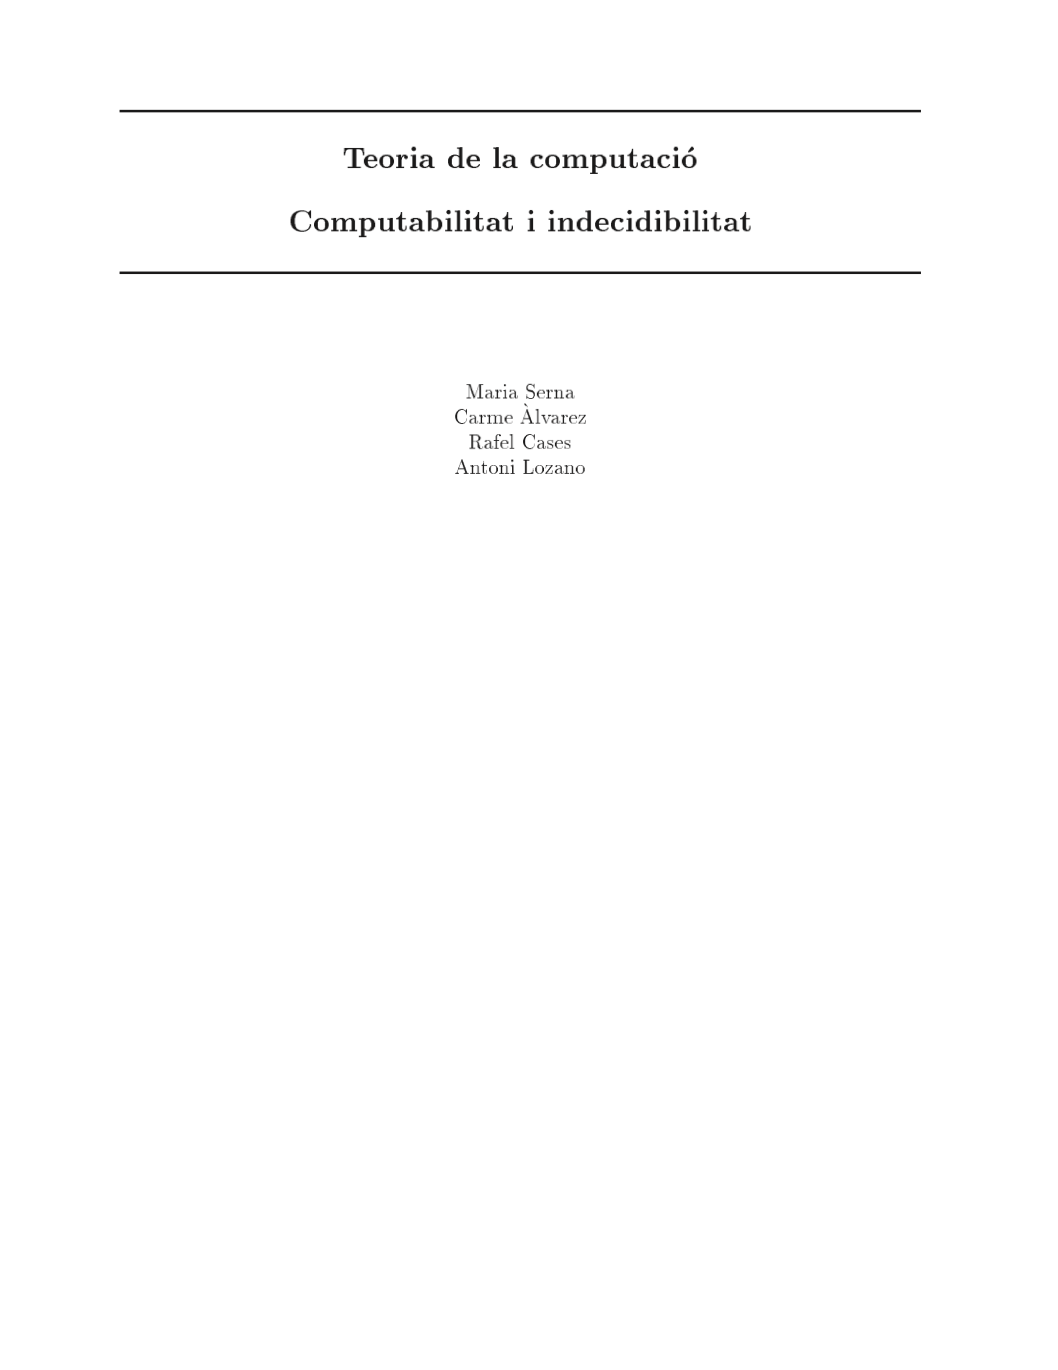 Teoria de la computació
Computabilitat i indecidibilitat
Maria Serna
Carme Àlvarez
Rafel Cases
Antoni Lozano